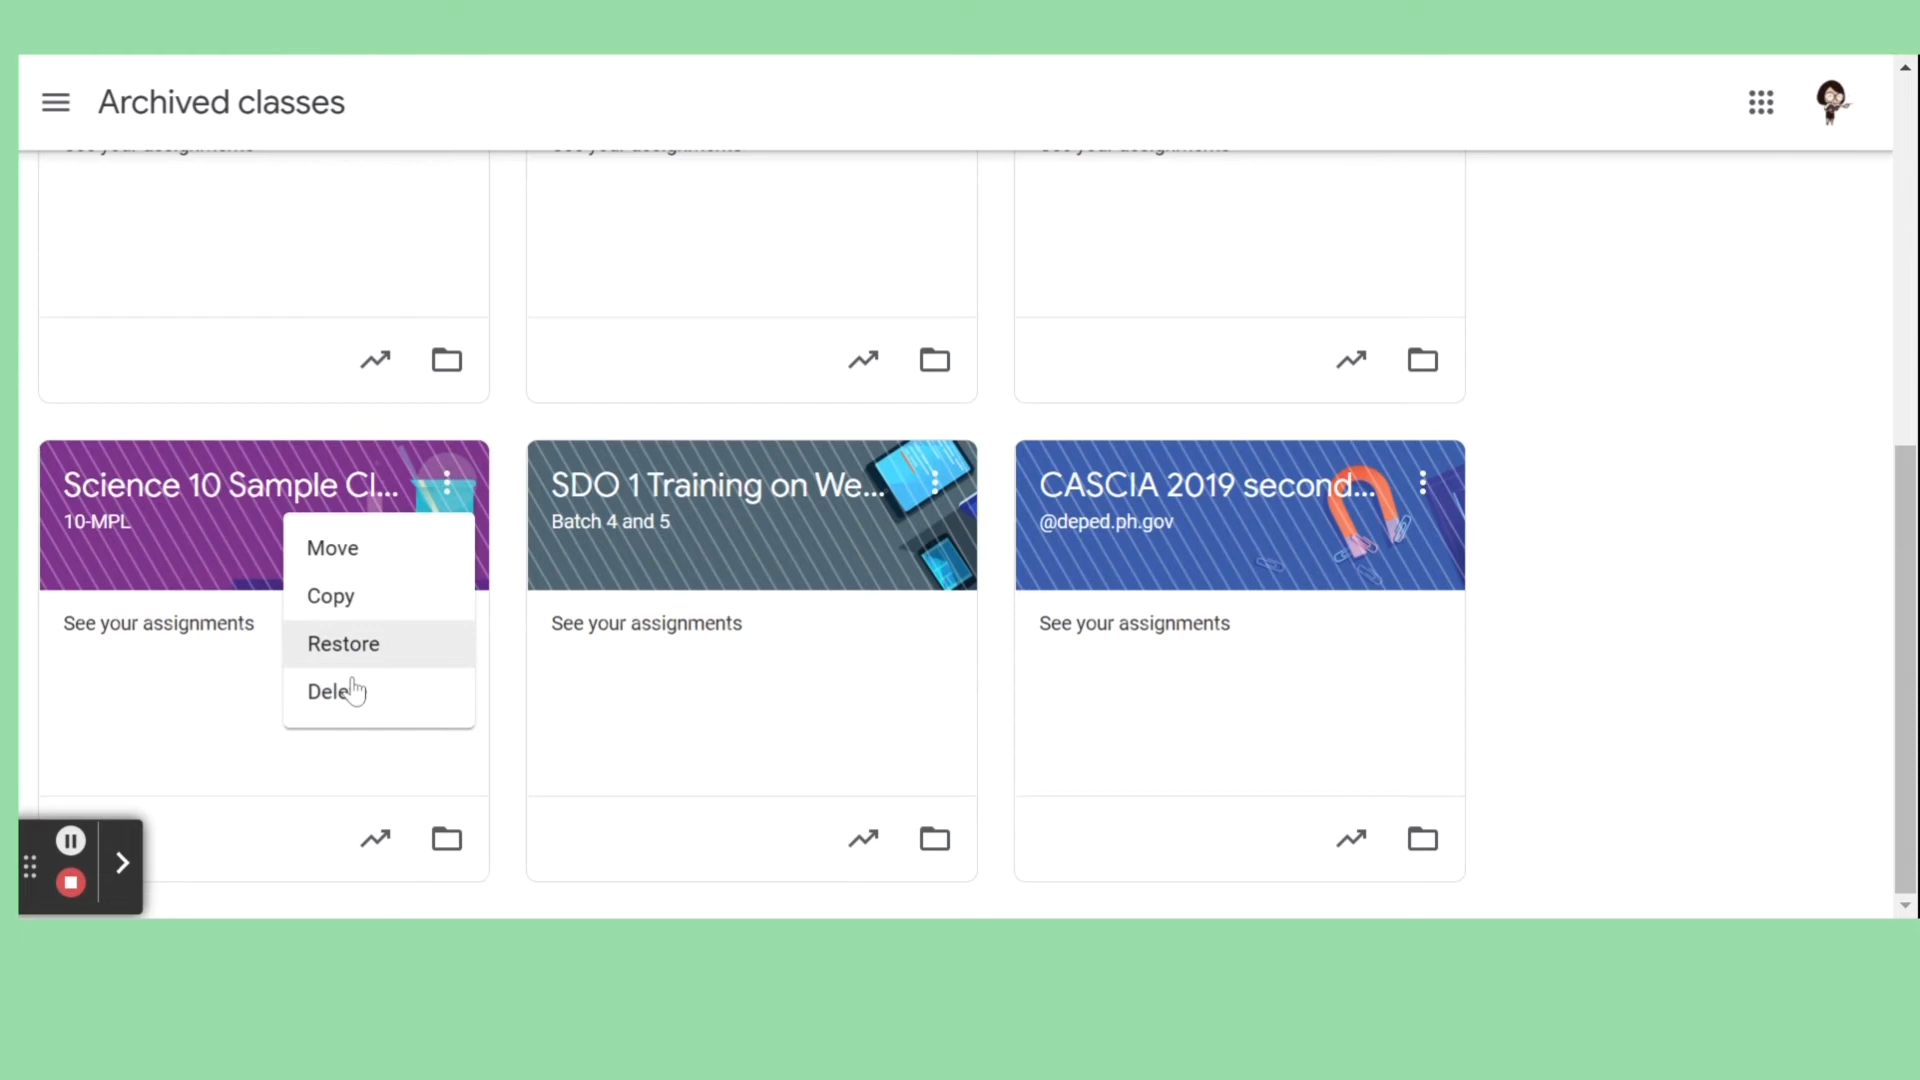 Archived classes
Science 10 Sample Cl...
10-MPL
Move
Copy
Restore
See your assignments
SDO 1 Training on We...
Batch 4 and 5
See your assignments
CASCIA 2019 second...
@deped.ph.gov
See your assignments